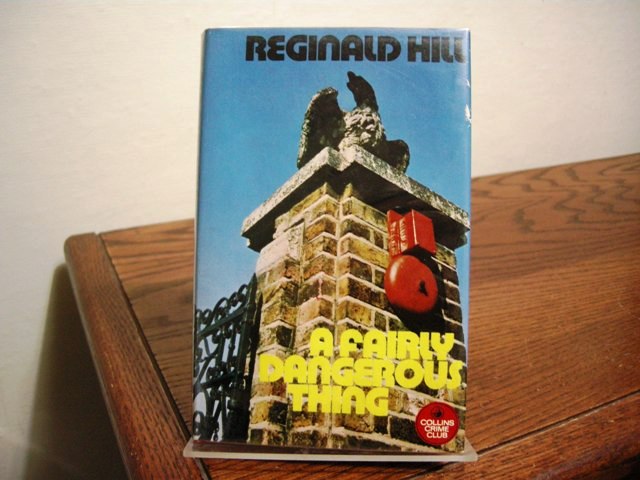 REGINALD HILL
A FAIRLY
DANGEROUS
THING
COLLINS
CRIME
CLUB